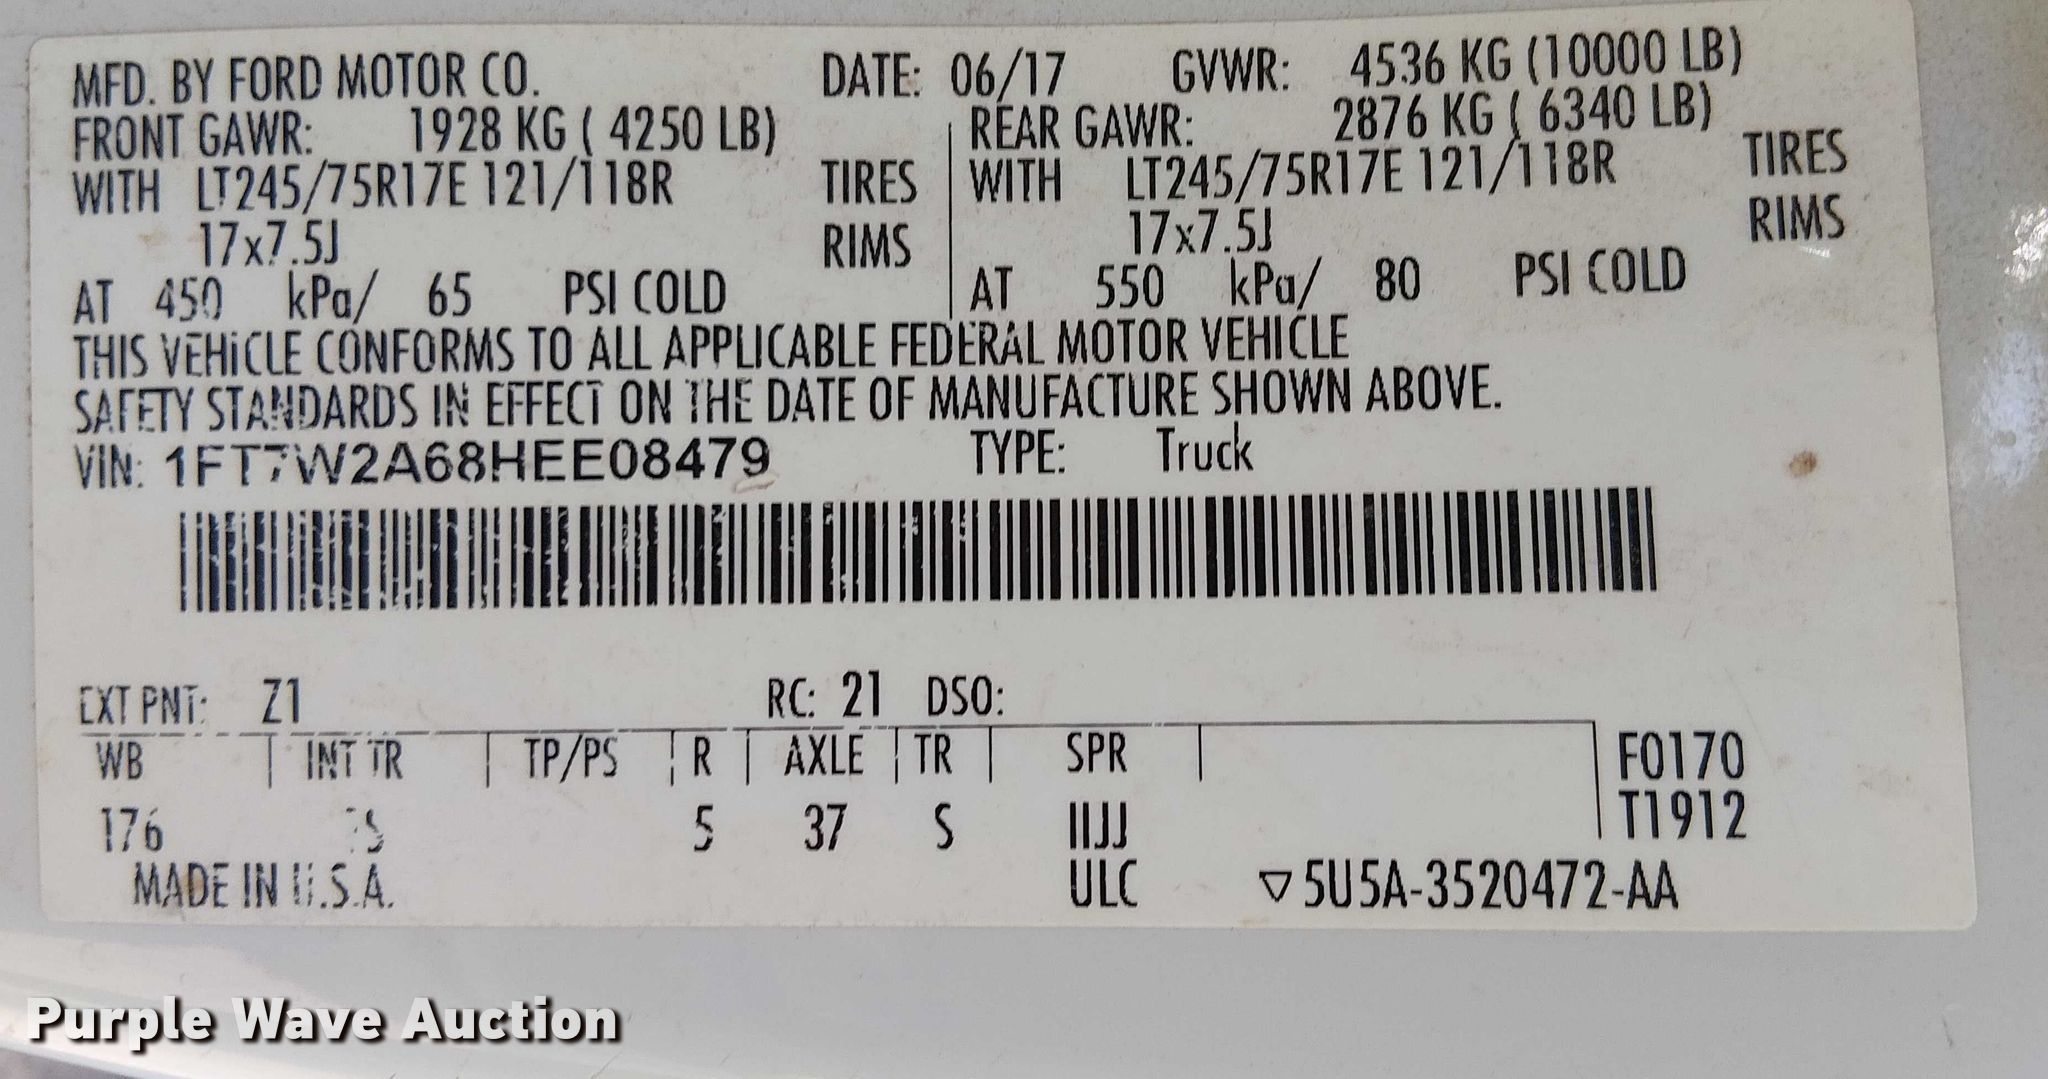 MFD. BY FORD MOTOR CO. DATE: 06/17 GVWR: 4536 KG (10000 LB)
FRONT GAWR: 1928 KG ( 4250 LB) REAR GAWR: 2876 KG ( 6340 LB)
WITH LT245/75R17E 121/118R TIRES WITH LT245/75R17E 121/118R TIRES
17x7.5J RIMS 17x7.5J RIMS
AT 450 kPa/ 65 PSI COLD AT 550 kPa/ 80 PSI COLD
THIS VEHICLE CONFORMS TO ALL APPLICABLE FEDERAL MOTOR VEHICLE
SAFETY STANDARDS IN EFFECT ON THE DATE OF MANUFACTURE SHOWN ABOVE.
VIN: 1FT7W2A68HEE08479 TYPE: Truck
EXT PNT: Z1 RC: 21 DSO:
WB INT TR TP/PS R AXLE TR SPR F0170
T1912
176 5 37 S IIJJ
MADE IN U.S.A. ULC ▽5U5A-3520472-AA
Purple Wave Auction